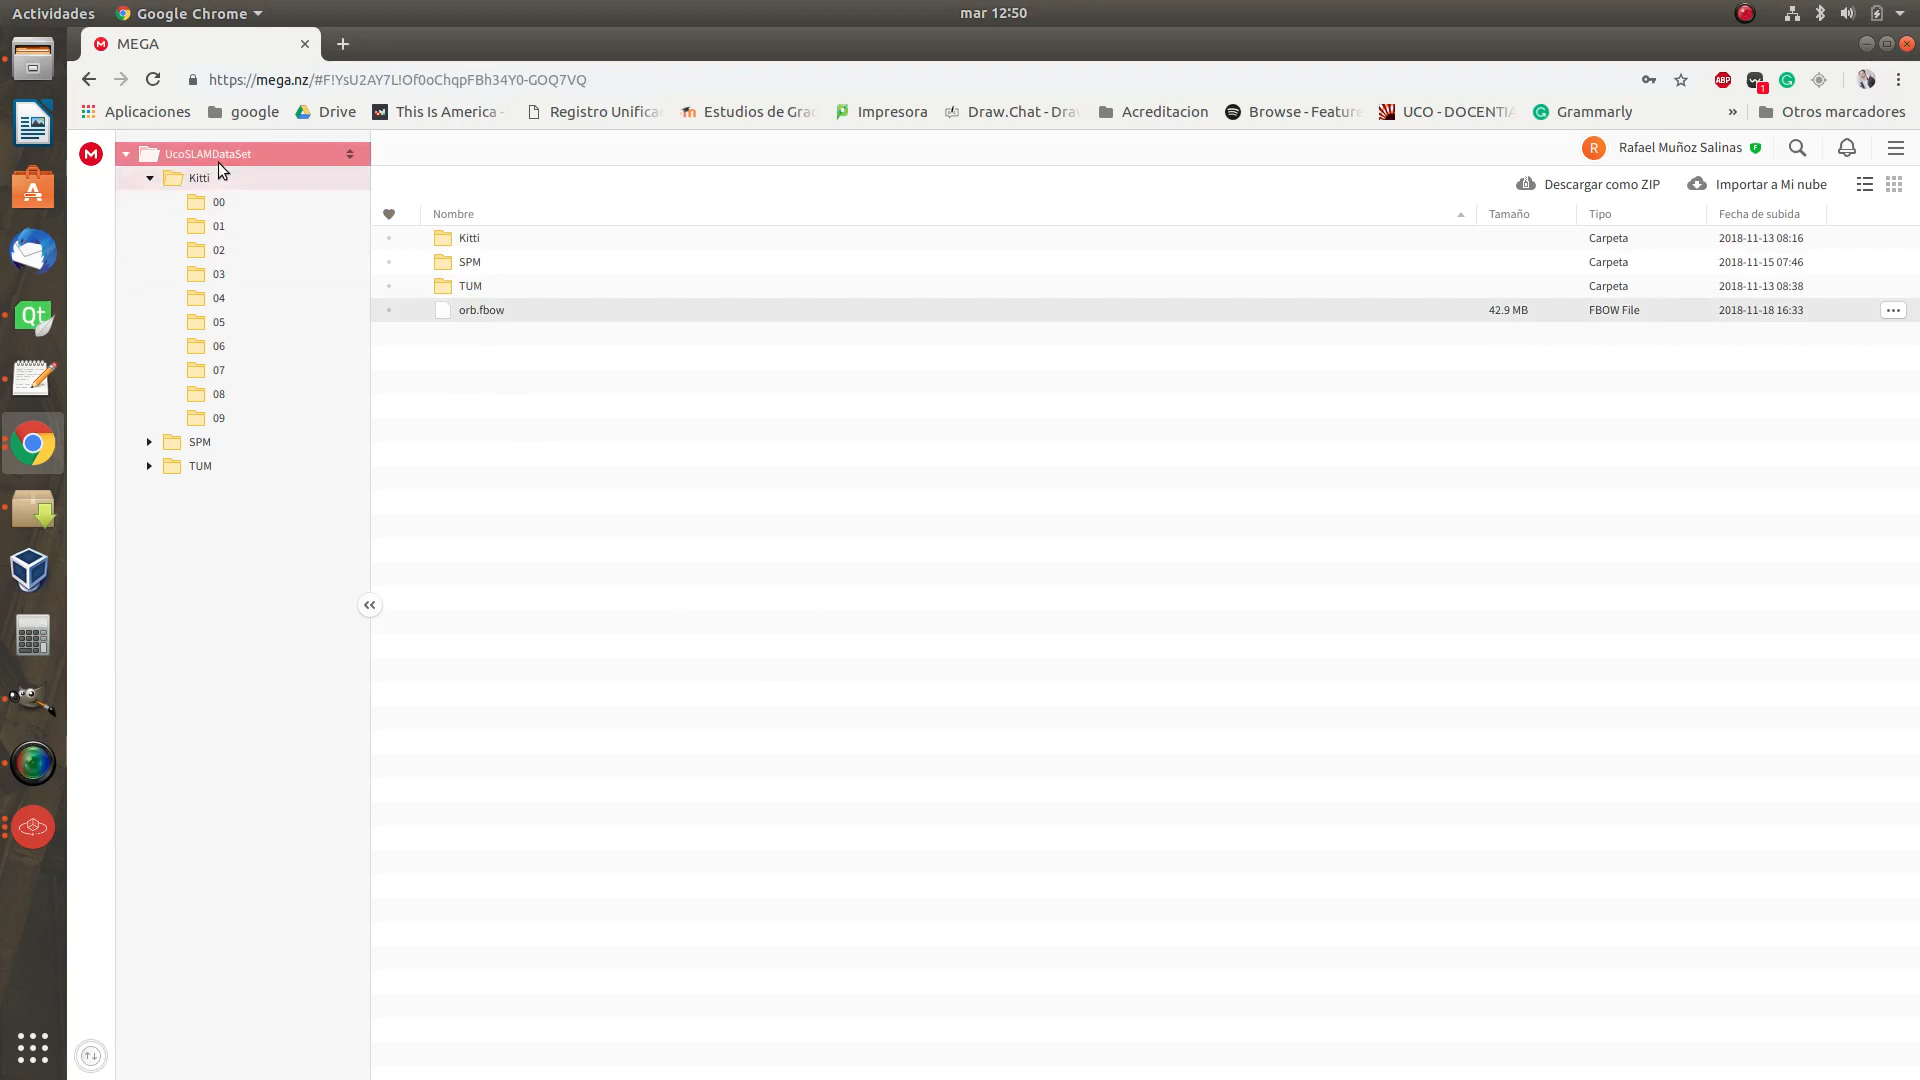 Actividades Google Chrome mar 12:50
MEGA
https://mega.nz/#F!YsU2AY7L!Of0oChqpFBh34Y0-GOQ7VQ
ABP 1
Aplicaciones google Drive This Is America - Registro Unifica Estudios de Grad Impresora Draw.Chat - Dra Acreditacion Browse - Feature UCO - DOCENTIA Grammarly » Otros marcadores
M UcoSLAMDataSet R Rafael Muñoz Salinas
Kitti Descargar como ZIP Importar a Mi nube
Nombre Tamaño Tipo Fecha de subida
Kitti Carpeta 2018-11-13 08:16
SPM Carpeta 2018-11-15 07:46
TUM Carpeta 2018-11-13 08:38
orb.fbow 42.9 MB FBOW File 2018-11-18 16:33
00
01
02
03
04
05
06
07
08
09
SPM
TUM
Qt